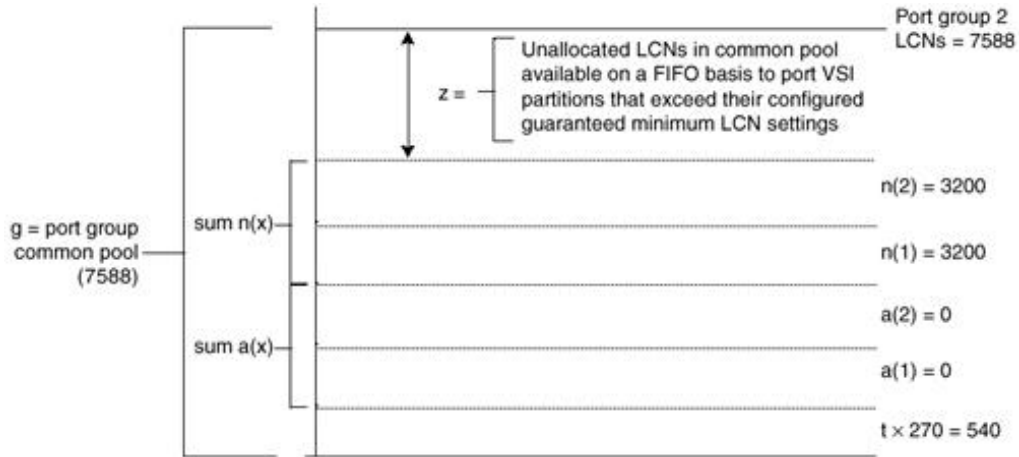 Port group 2
LCNs = 7588
Unallocated LCNs in common pool
available on a FIFO basis to port VSI
partitions that exceed their configured
guaranteed minimum LCN settings
z =
n(2) = 3200
sum n(x)
g = port group
common pool
(7588)
n(1) = 3200
a(2) = 0
sum a(x)
a(1) = 0
t × 270 = 540